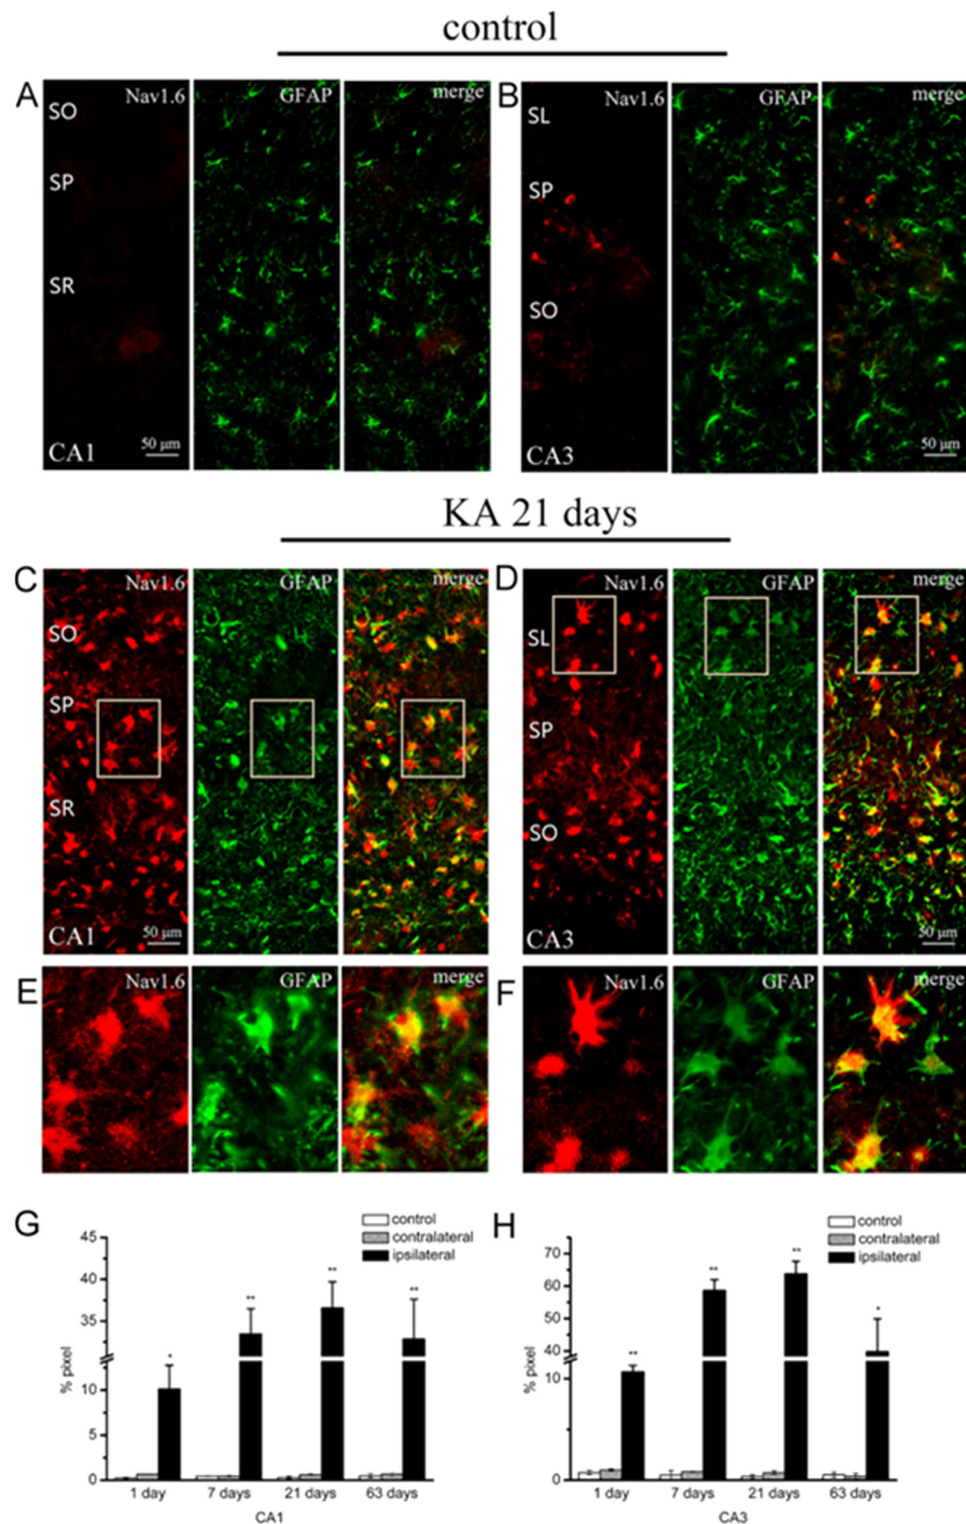 control
A Nav1.6 GFAP merge B Nav1.6 GFAP merge
SO SL
SP SP
SR SO
CA1 50 μm CA3 50 μm
KA 21 days
C Nav1.6 GFAP merge D Nav1.6 GFAP merge
SO SL
SP SP
SR SO
CA1 50 μm CA3 50 μm
E Nav1.6 GFAP merge F Nav1.6 GFAP merge
G
control
contralateral
ipsilateral
45
40
35
10
0
% pixel
* ** ** **
1 day 7 days 21 days 63 days
CA1
H
control
contralateral
ipsilateral
70
60
50
40
10
0
% pixel
** ** ** *
1 day 7 days 21 days 63 days
CA3